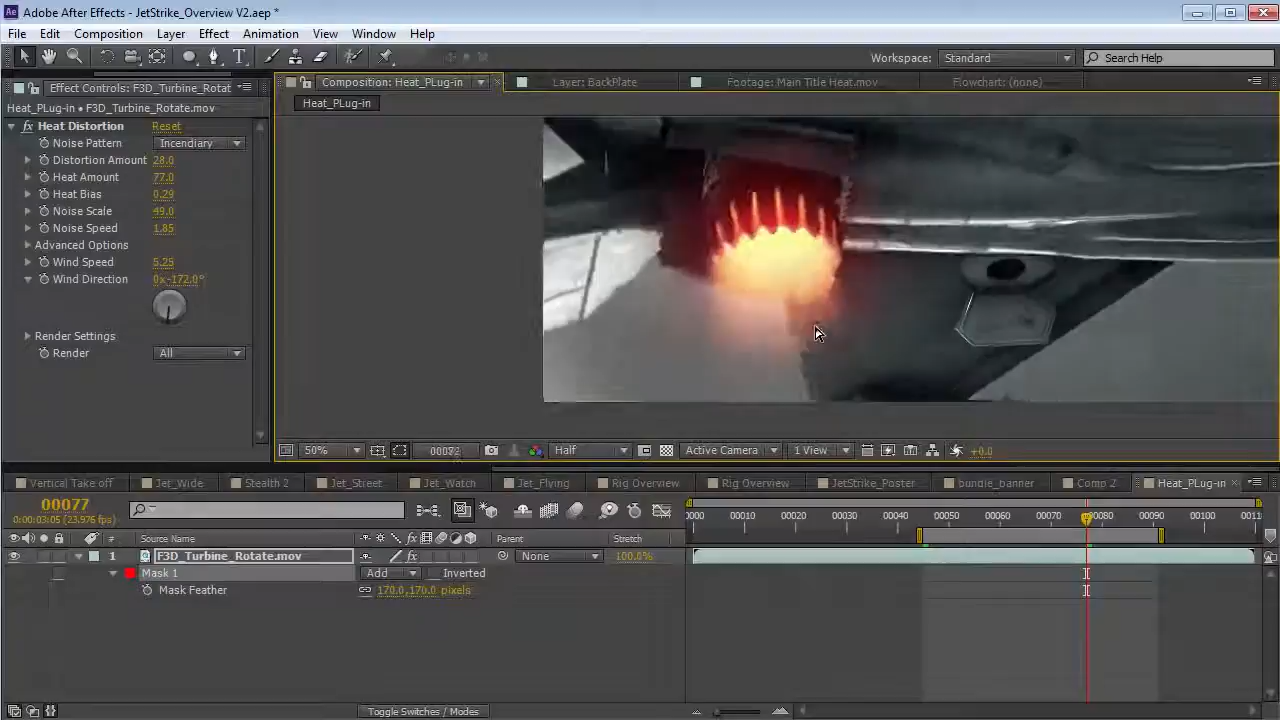 Ae Adobe After Effects - JetStrike_Overview V2.aep *
File Edit Composition Layer Effect Animation View Window Help
T Workspace: Standard Search Help
Effect Controls: F3D_Turbine_Rotat
Composition: Heat_PLug-in Layer: BackPlate Footage: Main Title Heat.mov Flowchart: (none)
Heat_PLug-in • F3D_Turbine_Rotate.mov
Heat_PLug-in
fx Heat Distortion Reset
Noise Pattern Incendiary
Distortion Amount 28.0
Heat Amount 77.0
Heat Bias 0.29
Noise Scale 49.0
Noise Speed 1.85
Advanced Options
Wind Speed 5.25
Wind Direction 0x-172.0°
Render Settings
Render All
50% Half Active Camera 1 View +0.0
Vertical Take off Jet_Wide Stealth 2 Jet_Street Jet_Watch Jet_Flying Rig Overview Rig Overview JetStrike_Poster bundle_banner Comp 2 Heat_PLug-in
00077
0:00:03:05 (23.976 fps)
0000 00010 00020 00030 00040 00050 00060 00070 00080 00090 00100 0011
# Source Name fx Parent Stretch
1 F3D_Turbine_Rotate.mov fx None 100.0%
Mask 1 Add Inverted
Mask Feather 170.0,170.0 pixels
Toggle Switches / Modes